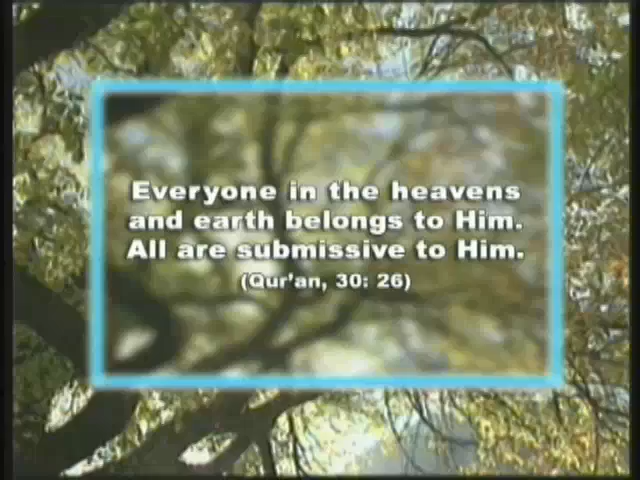 Everyone in the heavens
and earth belongs to Him.
All are submissive to Him.
(Qur'an, 30: 26)